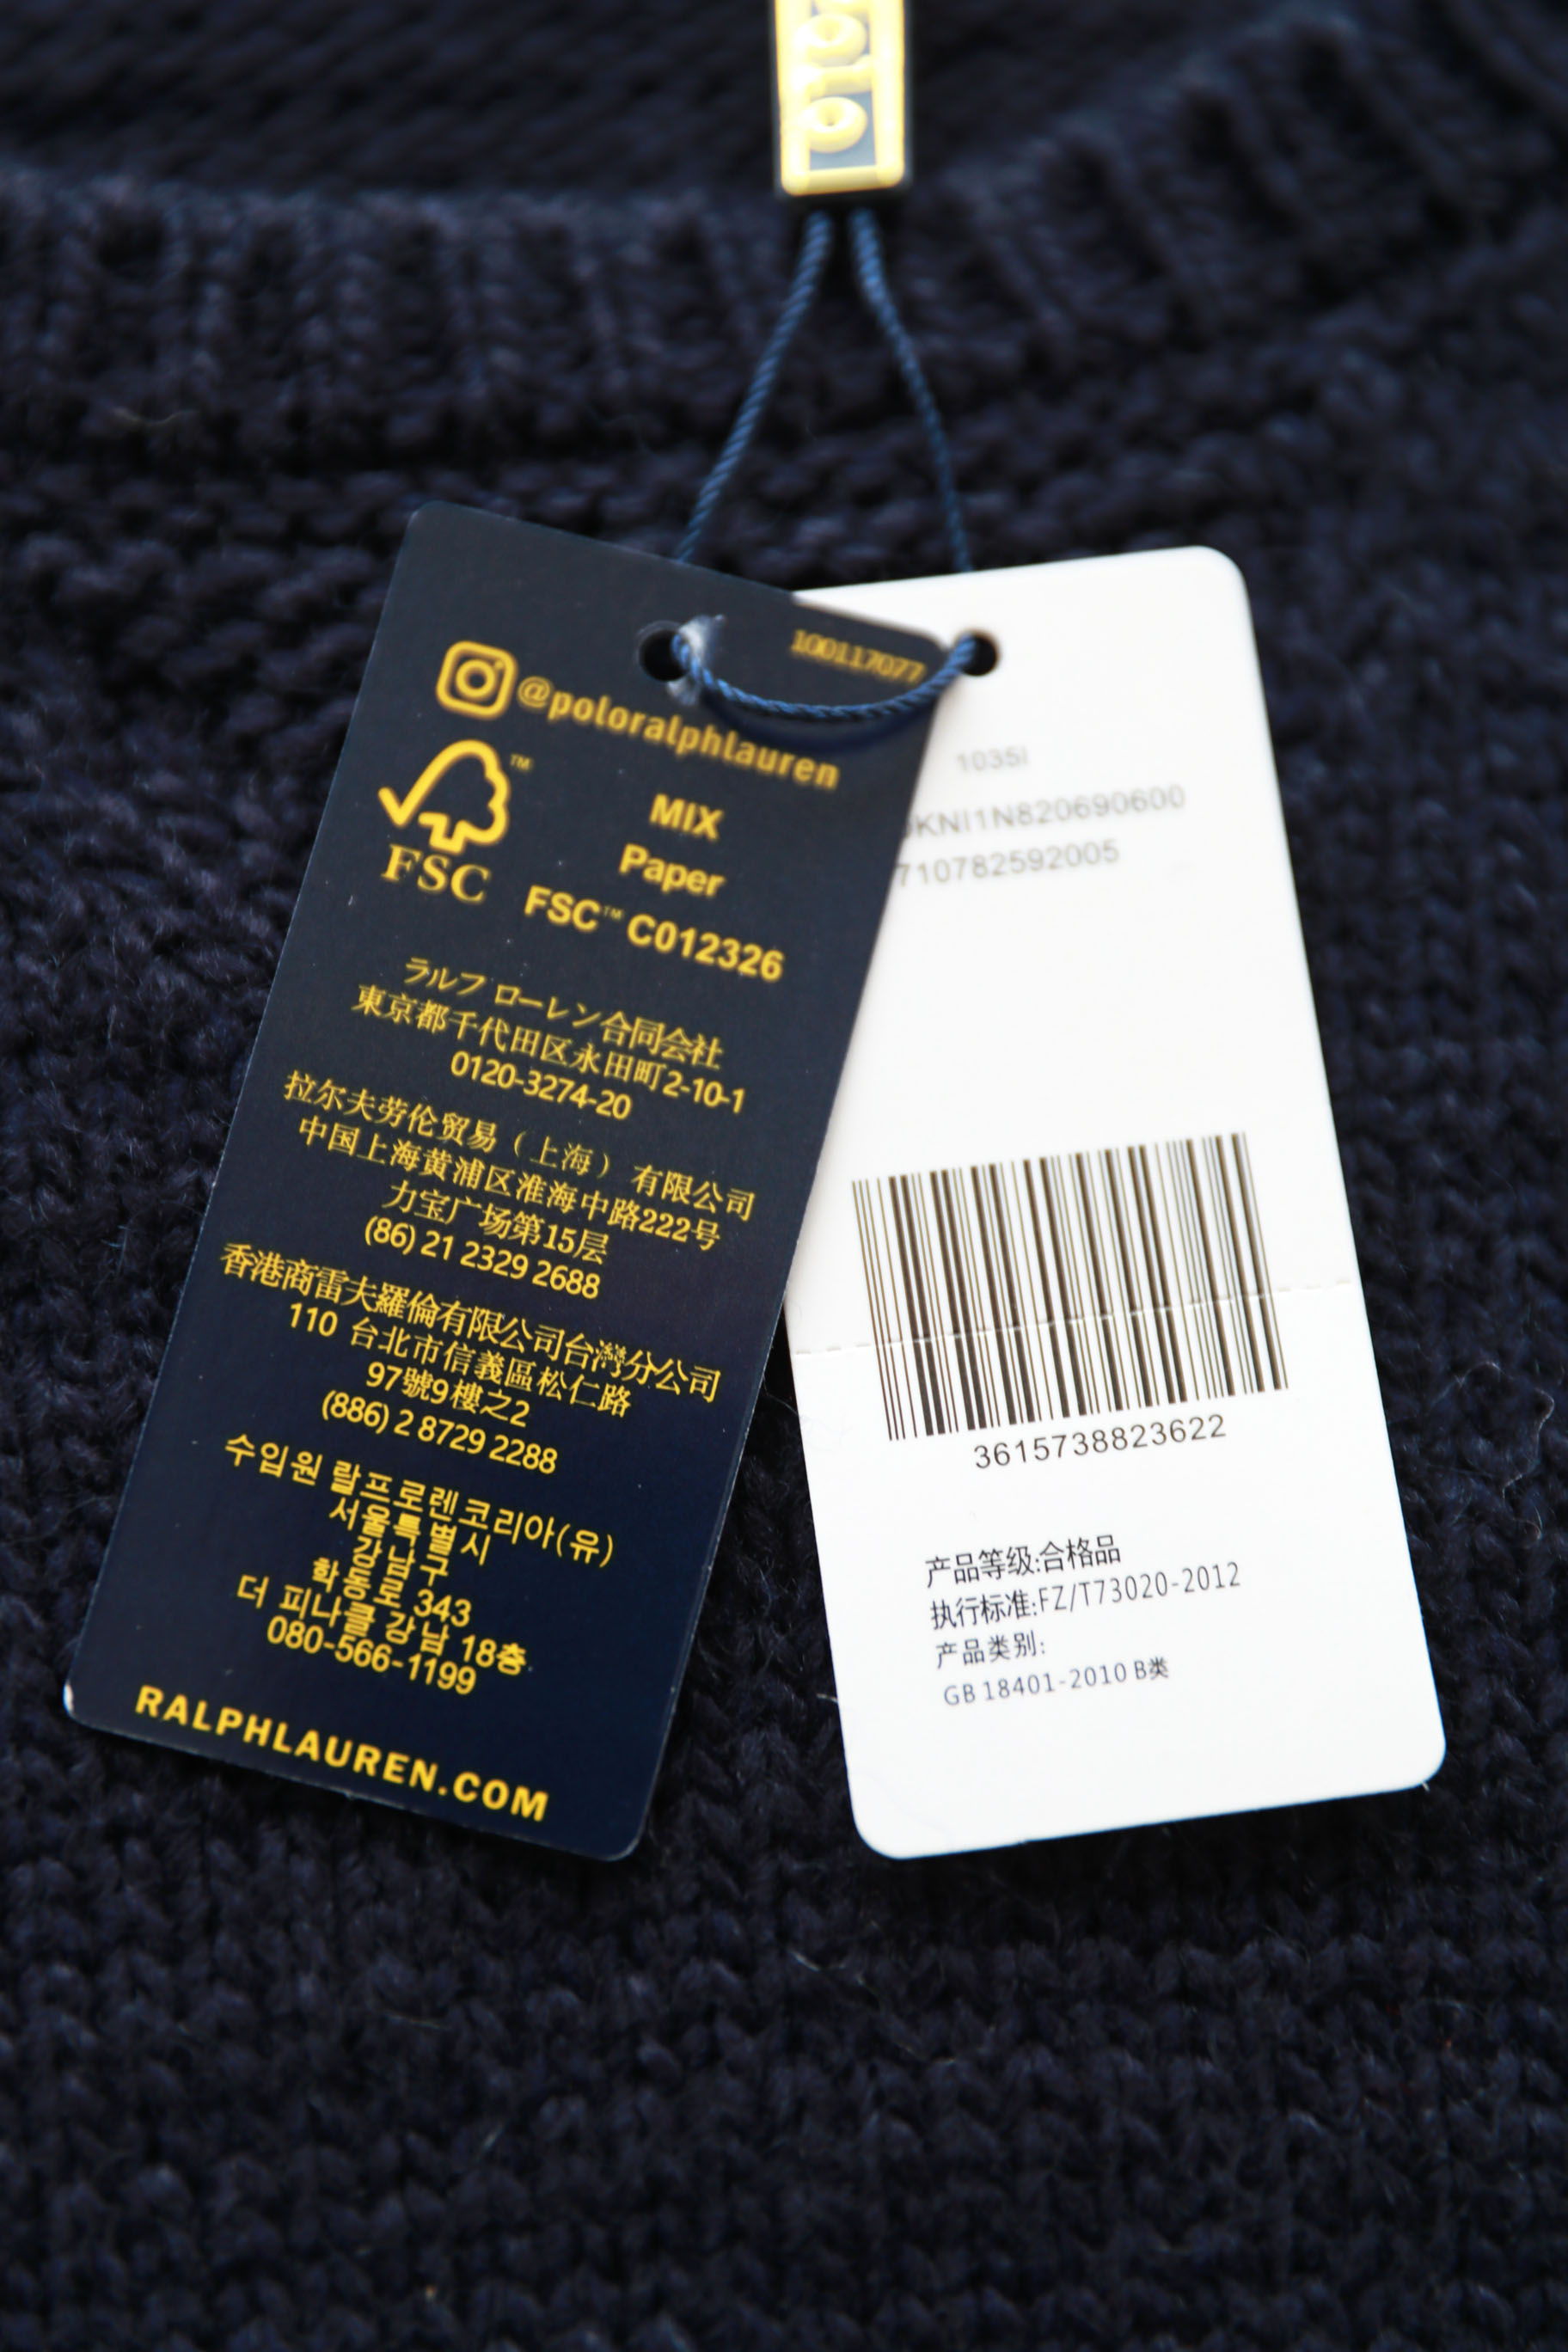 100117077
@poloralphlauren
FSC
TM
MIX
Paper
FSC™ C012326
ラルフ ローレン合同会社
東京都千代田区永田町2-10-1
0120-3274-20
拉尔夫劳伦贸易（上海）有限公司
中国上海黄浦区淮海中路222号
力宝广场第15层
(86) 21 2329 2688
香港商雷夫羅倫有限公司台灣分公司
110 台北市信義區松仁路
97號9樓之2
(886) 2 8729 2288
수입원 랄프로렌코리아(유)
서울특별시
강남구
학동로 343
더 피나클 강남 18층
080-566-1199
RALPHLAUREN.COM
1035I
KNI1N820690600
710782592005
3615738823622
产品等级:合格品
执行标准:FZ/T73020-2012
产品类别:
GB 18401-2010 B类